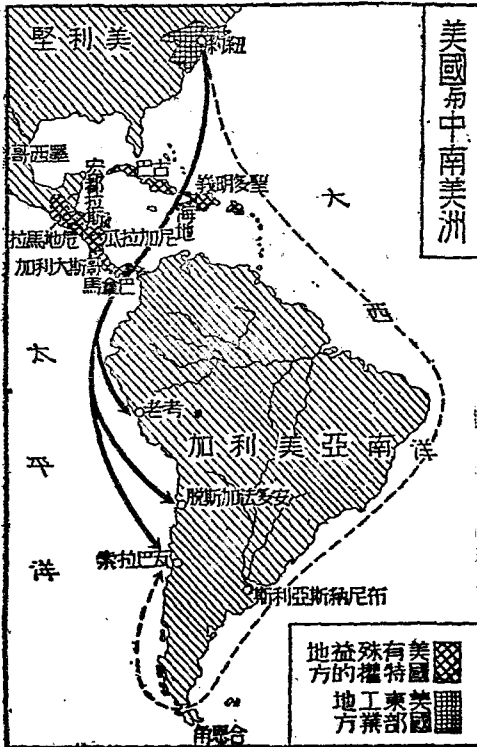 美國与中南美洲
美利堅
紐約
墨西哥
古巴
都拉斯
聖多明義
海地
危地馬拉
尼加拉瓜
哥斯大利加
巴拿馬
大西洋
太平洋
考老
南亞美利加
安多法加斯脱
瓦巴拉索
布尼納斯亞利斯
合恩角
美國有特殊權益的地方
美國東部工業地方